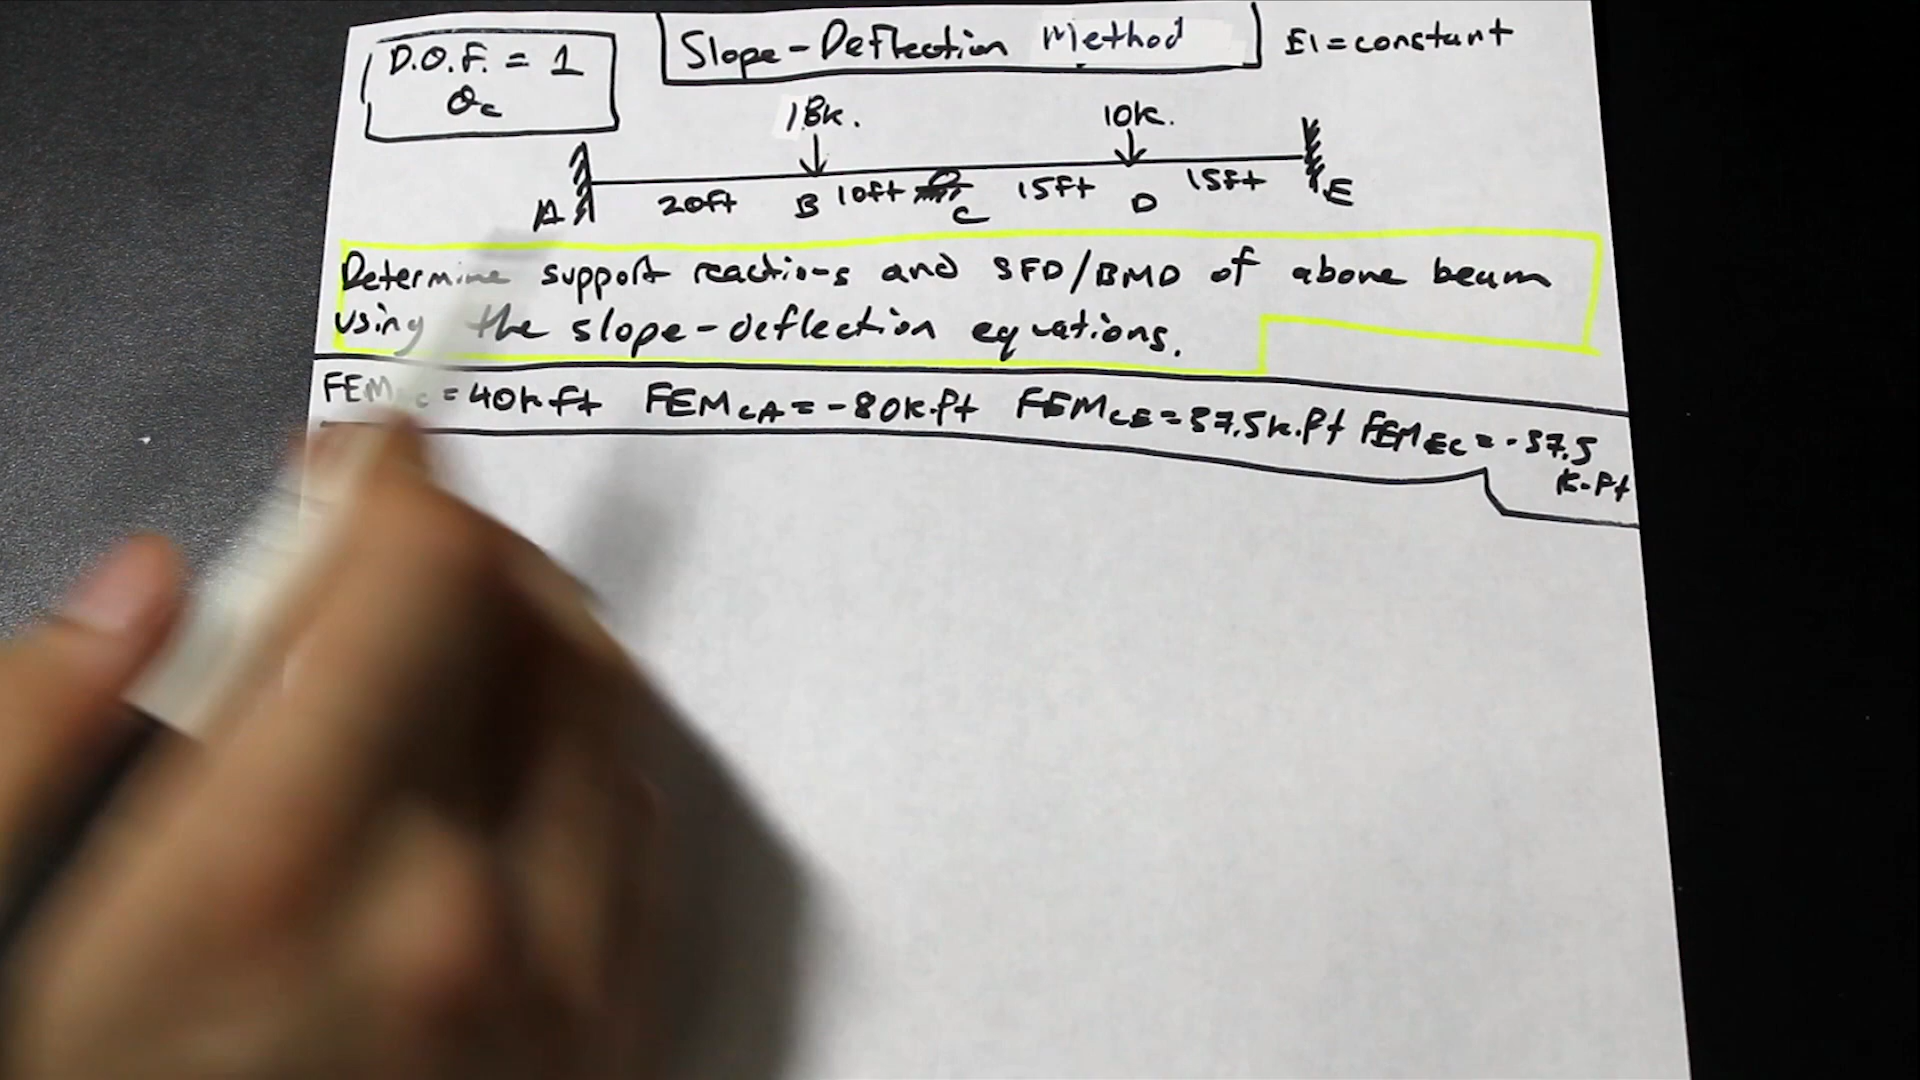 D.O.F. = 1
θc
Slope-Deflection Method
EI = constant
18k.
10k.
A
20ft
B
10ft
C
15ft
D
15ft
E
Determine support reactions and SFD/BMD of above beam
using the slope-deflection equations.
= 40k.ft FEMCA = -80k.ft FEMCE = 37.5k.ft FEMEC = -37.5
k.ft